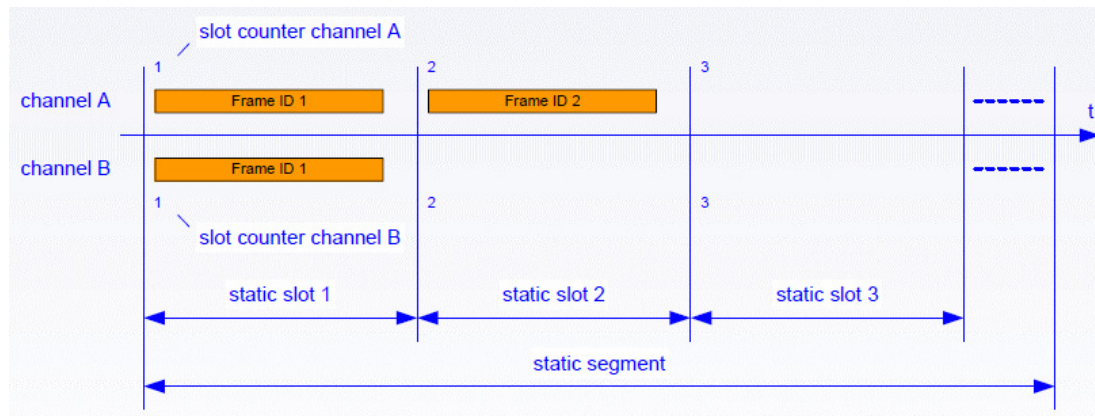 slot counter channel A
1
2
3
channel A
Frame ID 1
Frame ID 2
t
channel B
Frame ID 1
1
2
3
slot counter channel B
static slot 1
static slot 2
static slot 3
static segment